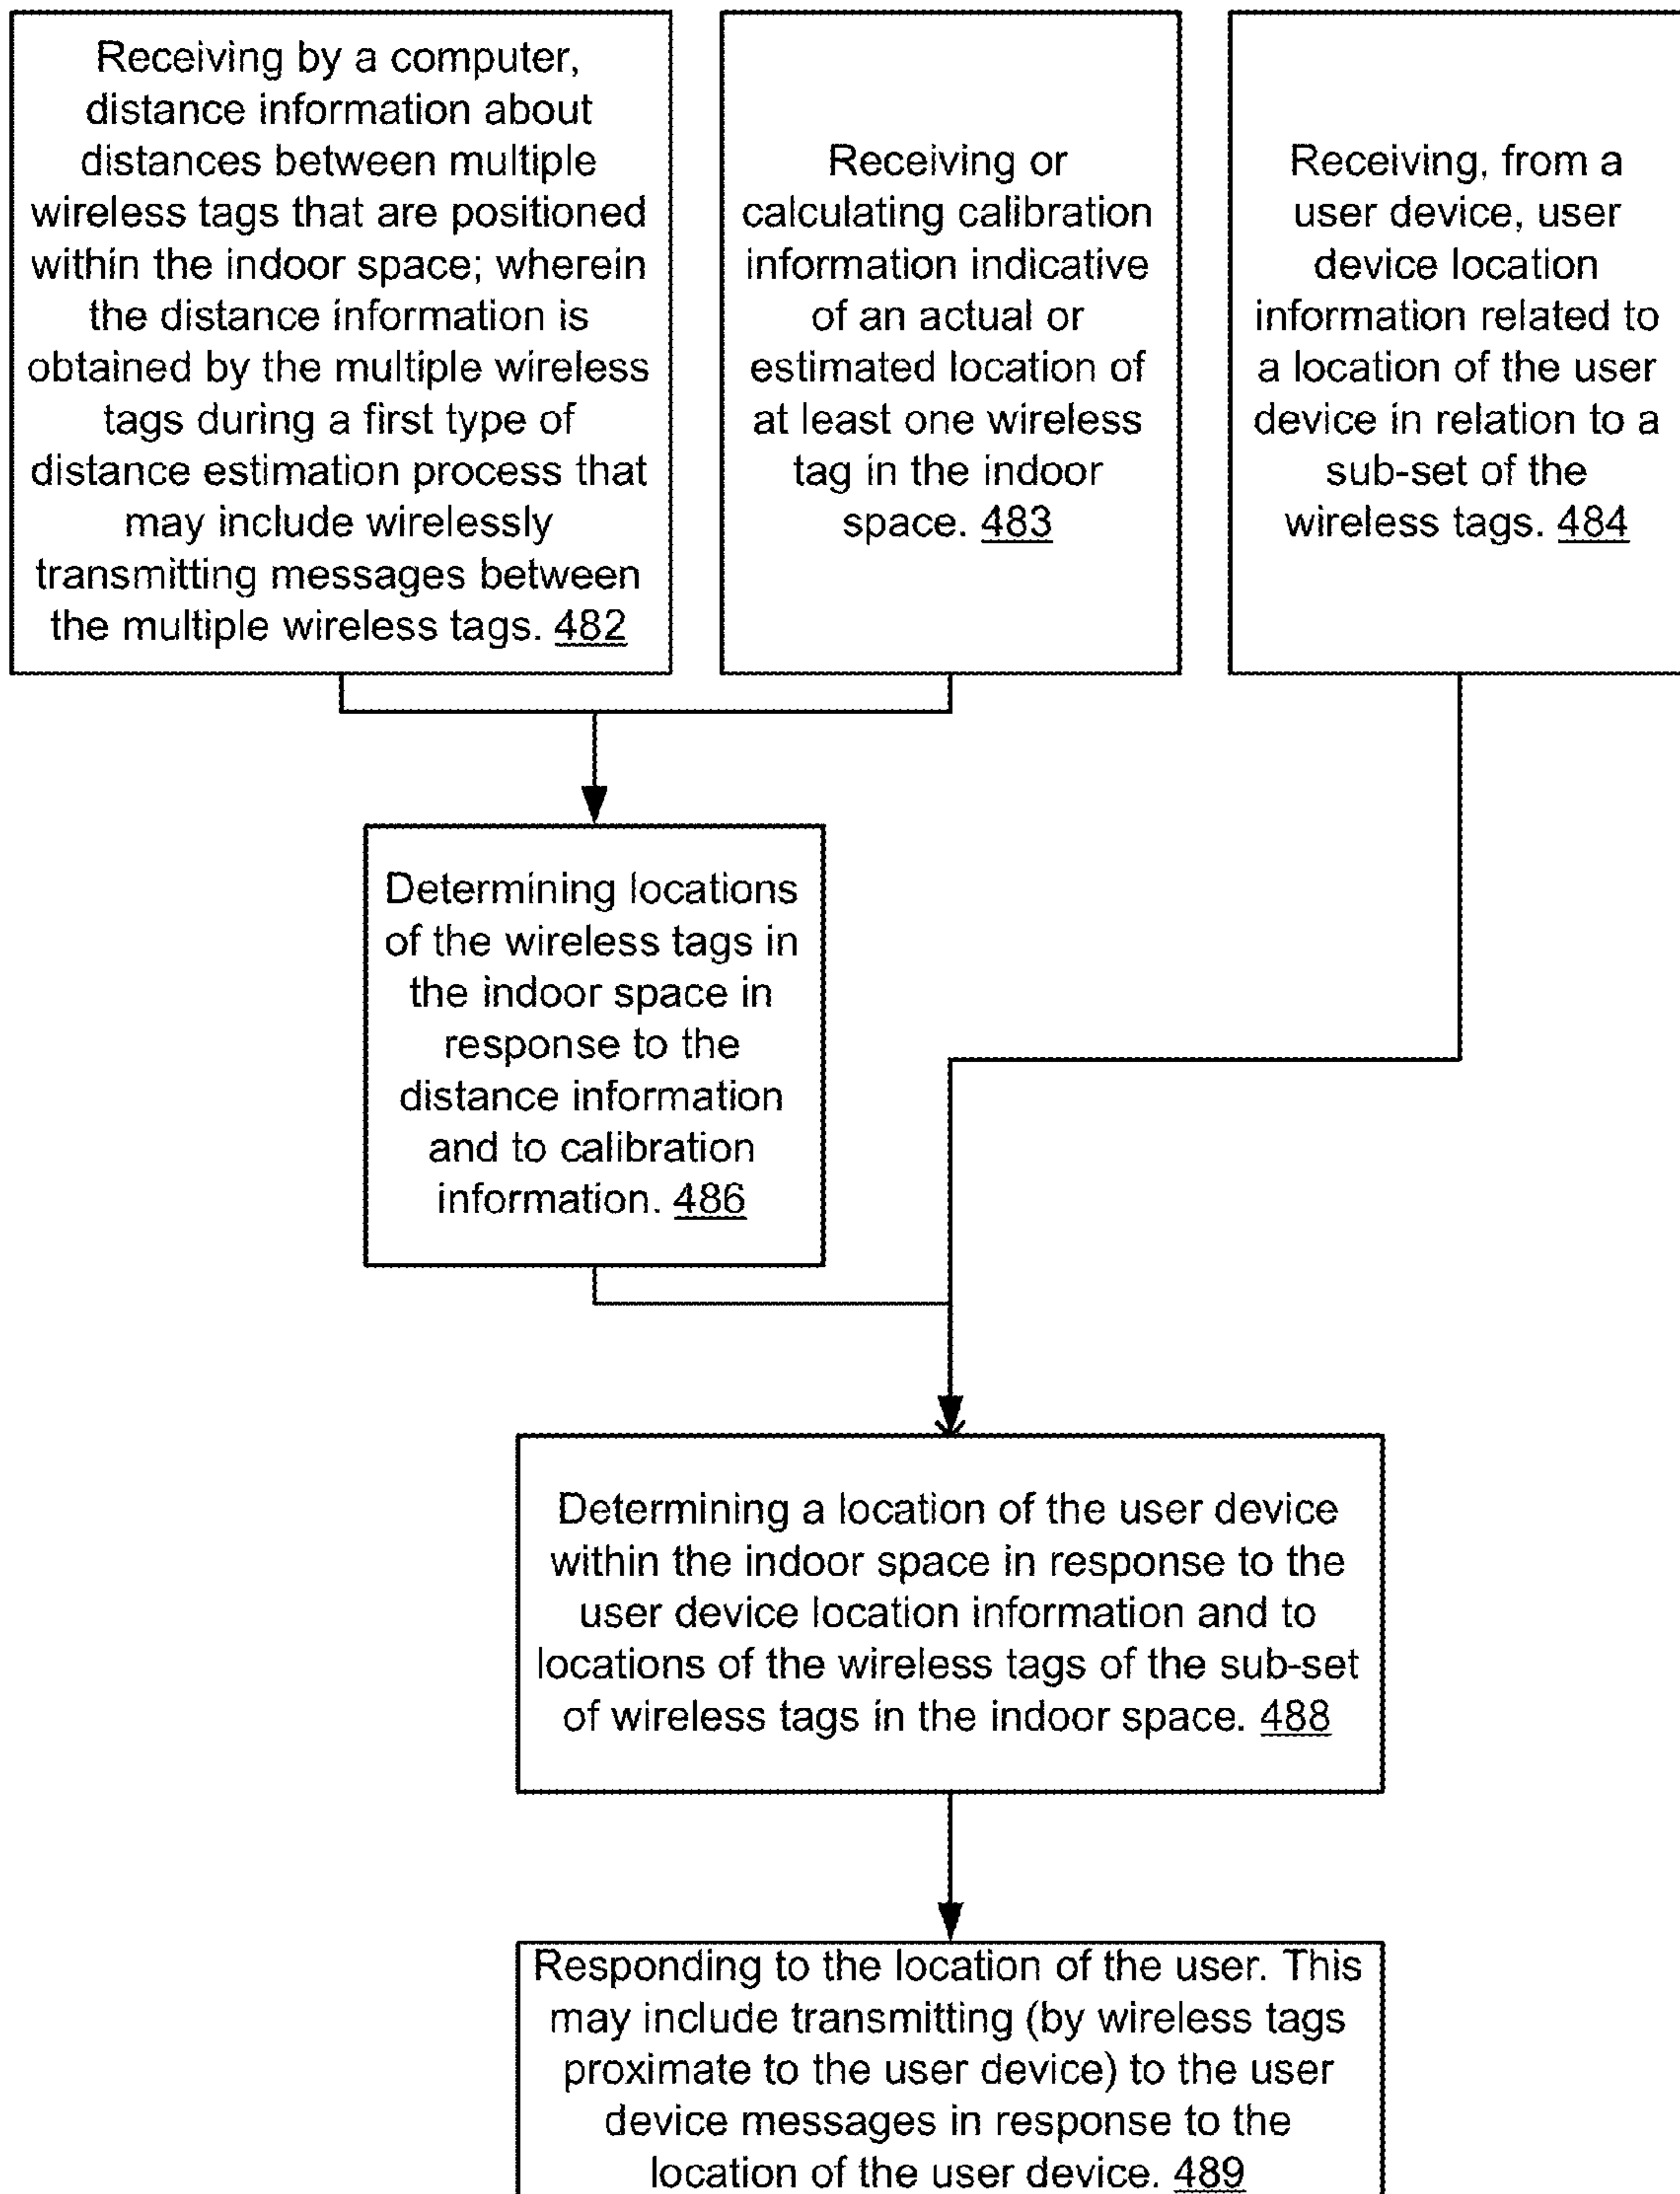 Receiving by a computer,
distance information about
distances between multiple
wireless tags that are positioned
within the indoor space; wherein
the distance information is
obtained by the multiple wireless
tags during a first type of
distance estimation process that
may include wirelessly
transmitting messages between
the multiple wireless tags. 482
Receiving or
calculating calibration
information indicative
of an actual or
estimated location of
at least one wireless
tag in the indoor
space. 483
Receiving, from a
user device, user
device location
information related to
a location of the user
device in relation to a
sub-set of the
wireless tags. 484
Determining locations
of the wireless tags in
the indoor space in
response to the
distance information
and to calibration
information. 486
Determining a location of the user device
within the indoor space in response to the
user device location information and to
locations of the wireless tags of the sub-set
of wireless tags in the indoor space. 488
Responding to the location of the user. This
may include transmitting (by wireless tags
proximate to the user device) to the user
device messages in response to the
location of the user device. 489